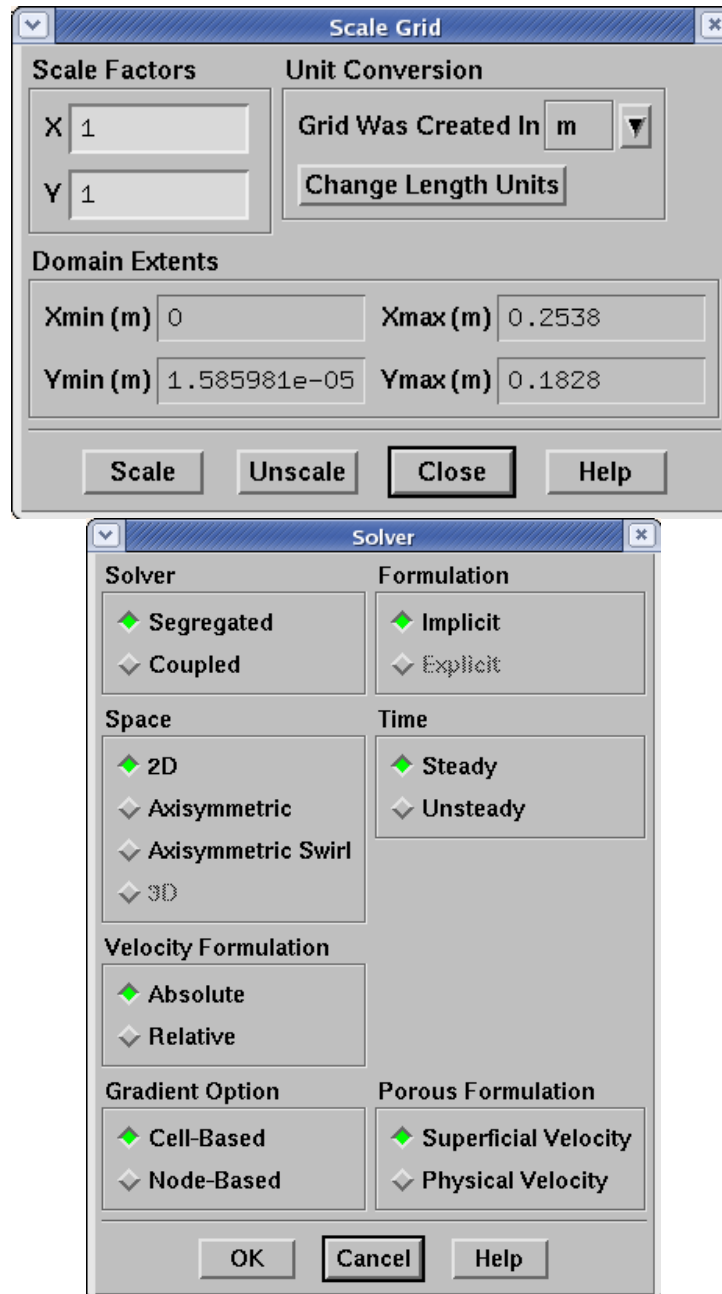 Scale Grid
Scale Factors
Unit Conversion
X 1
Grid Was Created In m
Y 1
Change Length Units
Domain Extents
Xmin (m) 0
Xmax (m) 0.2538
Ymin (m) 1.585981e-05
Ymax (m) 0.1828
Scale
Unscale
Close
Help
Solver
Solver
Formulation
Segregated
Implicit
Coupled
Explicit
Space
Time
2D
Steady
Axisymmetric
Unsteady
Axisymmetric Swirl
3D
Velocity Formulation
Absolute
Relative
Gradient Option
Porous Formulation
Cell-Based
Superficial Velocity
Node-Based
Physical Velocity
OK
Cancel
Help